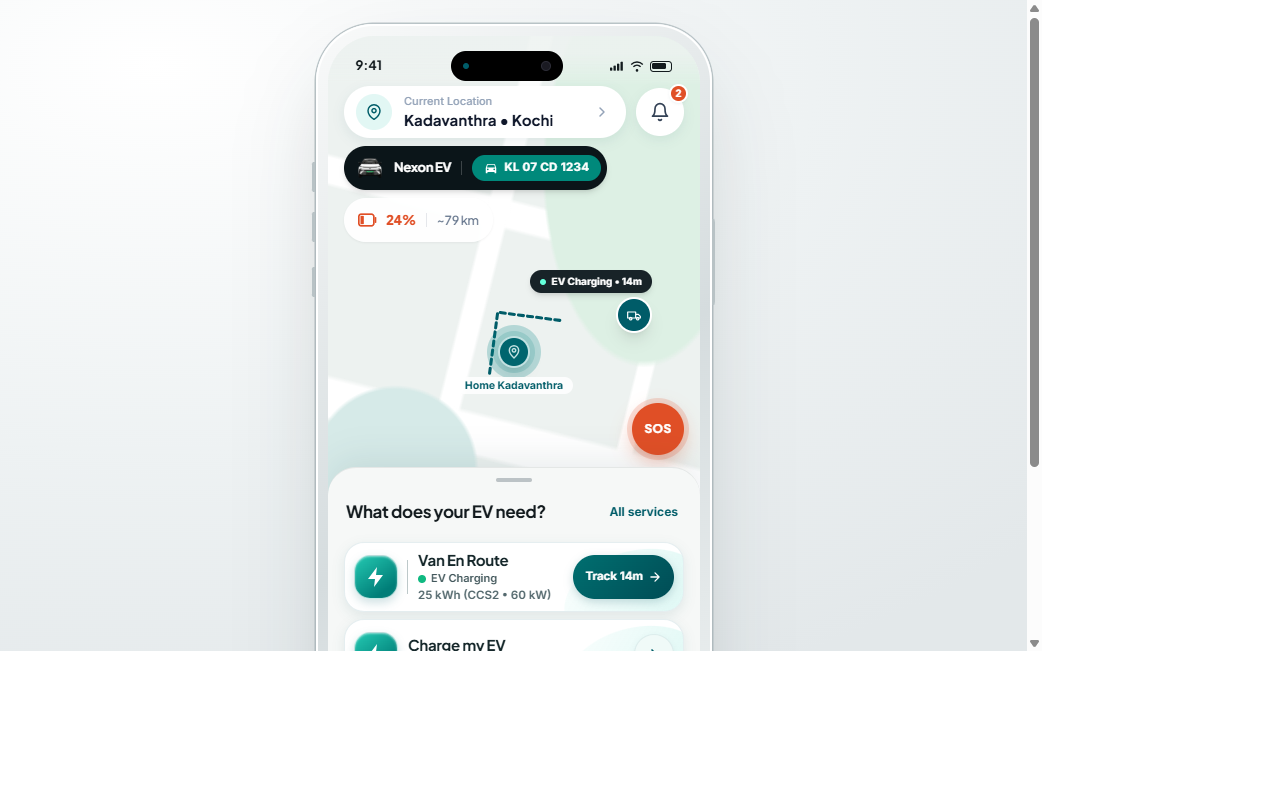 9:41
Current Location
Kadavanthra • Kochi
2
Nexon EV
KL 07 CD 1234
24%
~79 km
EV Charging • 14m
Home Kadavanthra
SOS
What does your EV need?
All services
Van En Route
EV Charging
25 kWh (CCS2 • 60 kW)
Track 14m →
Charge my EV